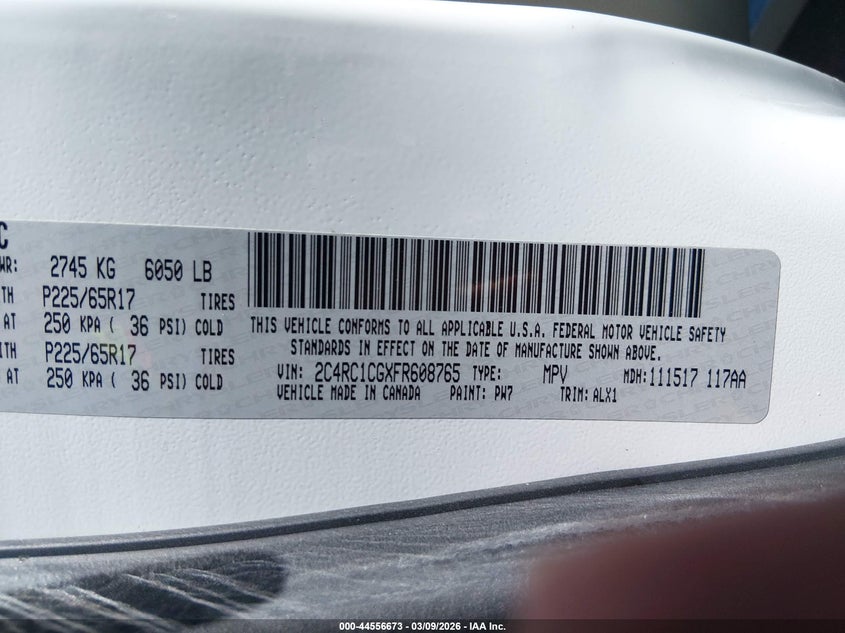 C
WR: 2745 KG 6050 LB
TH P225/65R17 TIRES
AT 250 KPA ( 36 PSI) COLD
ITH P225/65R17 TIRES
AT 250 KPA ( 36 PSI) COLD
THIS VEHICLE CONFORMS TO ALL APPLICABLE U.S.A. FEDERAL MOTOR VEHICLE SAFETY
STANDARDS IN EFFECT ON THE DATE OF MANUFACTURE SHOWN ABOVE.
VIN: 2C4RC1CGXFR608765 TYPE: MPV MDH:111517 117AA
VEHICLE MADE IN CANADA PAINT: PW7 TRIM: ALX1
000-44556673 - 03/09/2026 - IAA Inc.